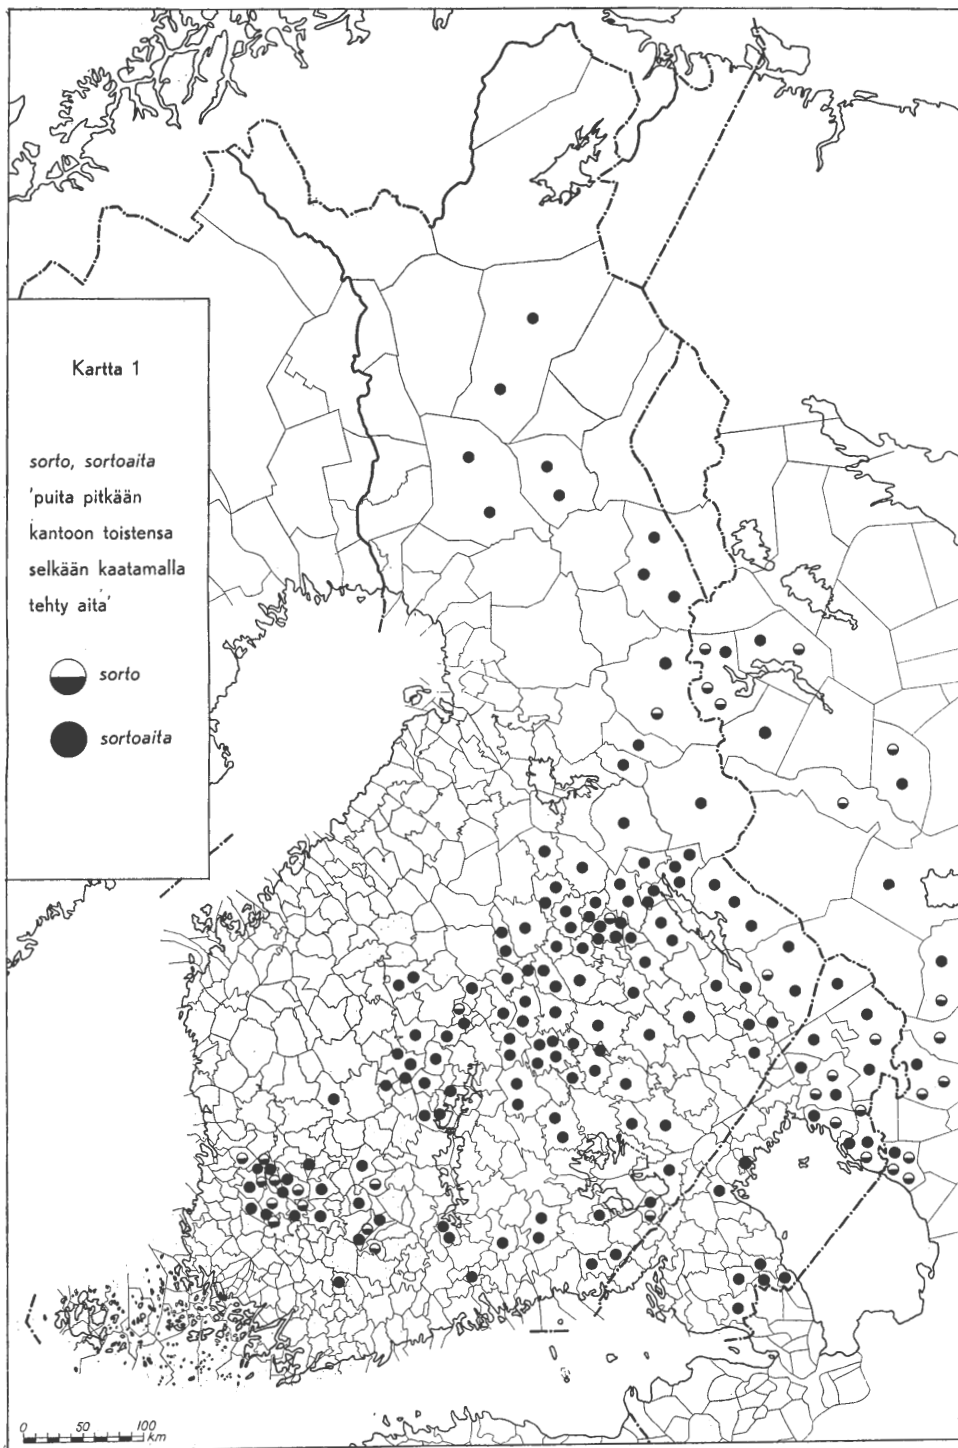 Kartta 1
sorto, sortoaita
'puita pitkään
kantoon toistensa
selkään kaatamalla
tehty aita'
sorto
sortoaita
0 50 100
km